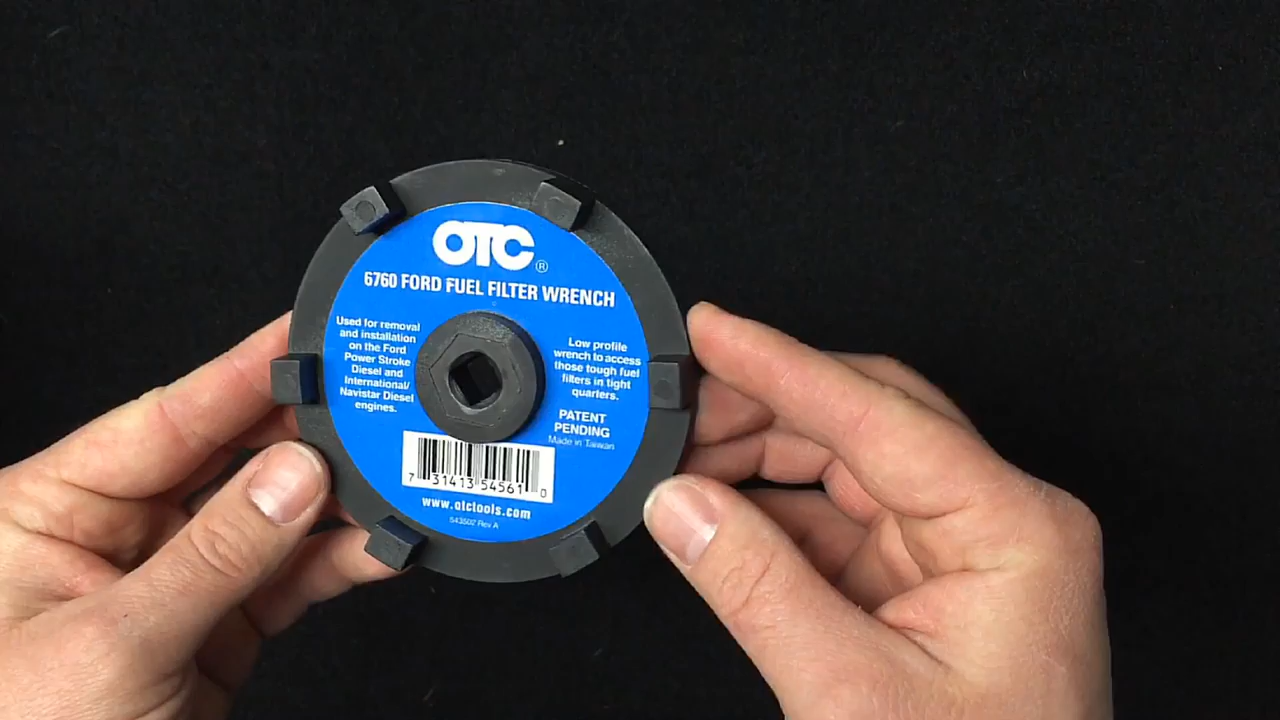 OTC ®
6760 FORD FUEL FILTER WRENCH
Used for removal
and installation
on the Ford
Power Stroke
Diesel and
International/
Navistar Diesel
engines.
Low profile
wrench to access
those tough fuel
filters in tight
quarters.
PATENT
PENDING
Made in Taiwan
7 31413 54561 0
www.otctools.com
543502 Rev A